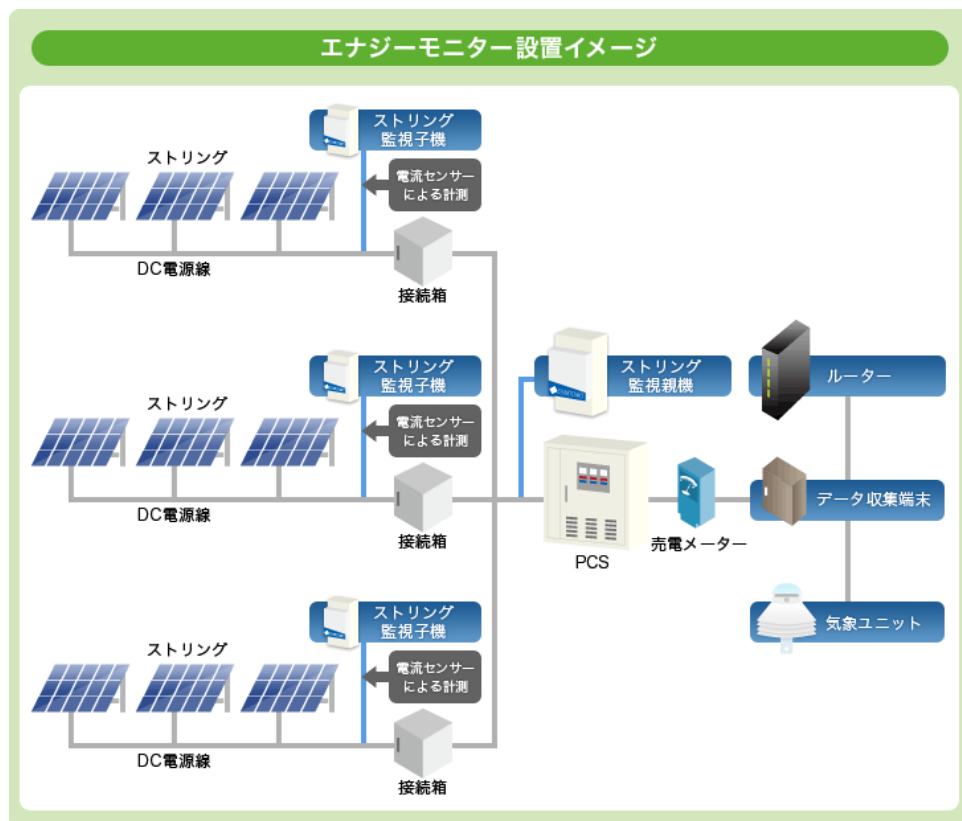 エナジーモニター設置イメージ
ストリング
監視子機
ストリング
電流センサー
による計測
DC電源線
接続箱
ストリング
監視子機
ストリング
電流センサー
による計測
DC電源線
接続箱
ストリング
監視親機
ルーター
PCS
売電メーター
データ収集端末
気象ユニット
ストリング
監視子機
ストリング
電流センサー
による計測
DC電源線
接続箱